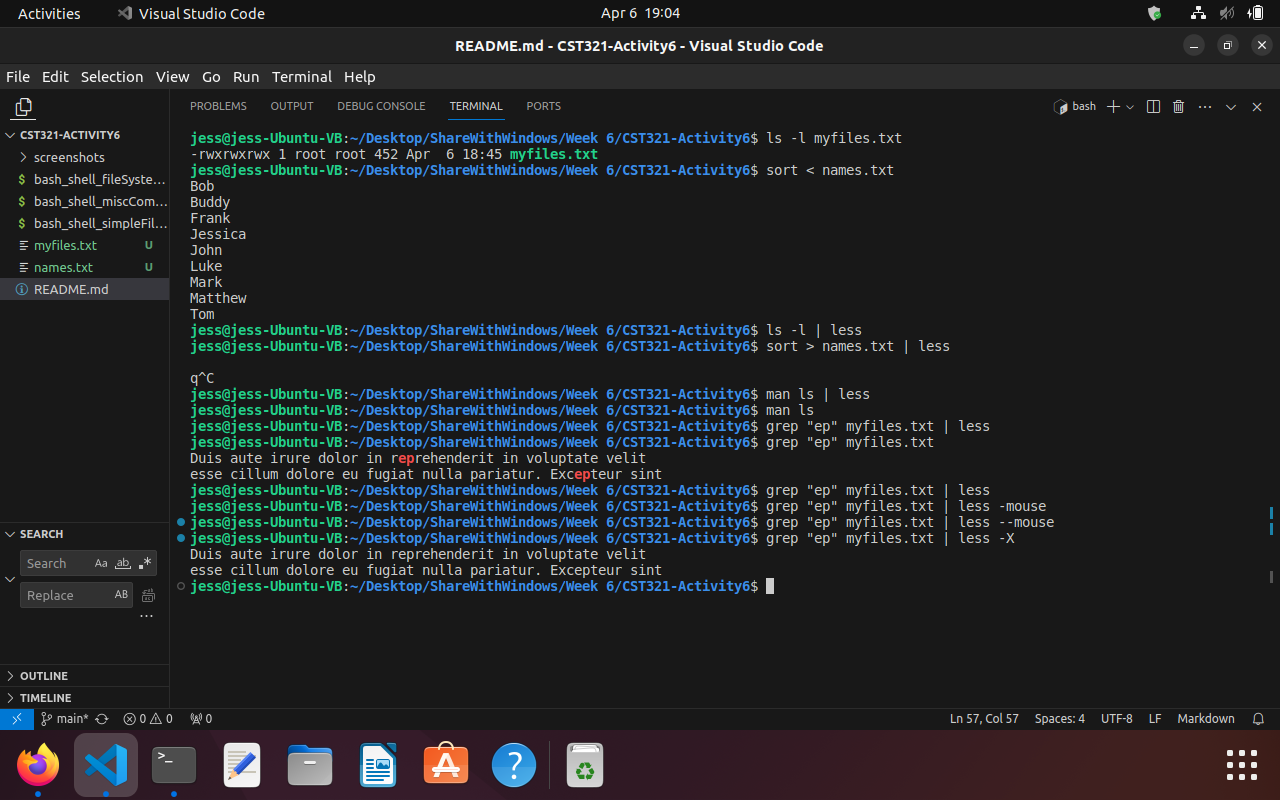 Activities Visual Studio Code Apr 6 19:04
README.md - CST321-Activity6 - Visual Studio Code
File Edit Selection View Go Run Terminal Help
PROBLEMS OUTPUT DEBUG CONSOLE TERMINAL PORTS bash
CST321-ACTIVITY6
screenshots
$ bash_shell_fileSyste...
$ bash_shell_miscCom...
$ bash_shell_simpleFil...
myfiles.txt U
names.txt U
README.md
jess@jess-Ubuntu-VB:~/Desktop/ShareWithWindows/Week 6/CST321-Activity6$ ls -l myfiles.txt
-rwxrwxrwx 1 root root 452 Apr  6 18:45 myfiles.txt
jess@jess-Ubuntu-VB:~/Desktop/ShareWithWindows/Week 6/CST321-Activity6$ sort < names.txt
Bob
Buddy
Frank
Jessica
John
Luke
Mark
Matthew
Tom
jess@jess-Ubuntu-VB:~/Desktop/ShareWithWindows/Week 6/CST321-Activity6$ ls -l | less
jess@jess-Ubuntu-VB:~/Desktop/ShareWithWindows/Week 6/CST321-Activity6$ sort > names.txt | less
q^C
jess@jess-Ubuntu-VB:~/Desktop/ShareWithWindows/Week 6/CST321-Activity6$ man ls | less
jess@jess-Ubuntu-VB:~/Desktop/ShareWithWindows/Week 6/CST321-Activity6$ man ls
jess@jess-Ubuntu-VB:~/Desktop/ShareWithWindows/Week 6/CST321-Activity6$ grep "ep" myfiles.txt | less
jess@jess-Ubuntu-VB:~/Desktop/ShareWithWindows/Week 6/CST321-Activity6$ grep "ep" myfiles.txt
Duis aute irure dolor in reprehenderit in voluptate velit
esse cillum dolore eu fugiat nulla pariatur. Excepteur sint
jess@jess-Ubuntu-VB:~/Desktop/ShareWithWindows/Week 6/CST321-Activity6$ grep "ep" myfiles.txt | less
jess@jess-Ubuntu-VB:~/Desktop/ShareWithWindows/Week 6/CST321-Activity6$ grep "ep" myfiles.txt | less -mouse
jess@jess-Ubuntu-VB:~/Desktop/ShareWithWindows/Week 6/CST321-Activity6$ grep "ep" myfiles.txt | less --mouse
jess@jess-Ubuntu-VB:~/Desktop/ShareWithWindows/Week 6/CST321-Activity6$ grep "ep" myfiles.txt | less -X
Duis aute irure dolor in reprehenderit in voluptate velit
esse cillum dolore eu fugiat nulla pariatur. Excepteur sint
jess@jess-Ubuntu-VB:~/Desktop/ShareWithWindows/Week 6/CST321-Activity6$
SEARCH
Search Aa ab .*
Replace AB
...
OUTLINE
TIMELINE
main* 0 0 0 Ln 57, Col 57 Spaces: 4 UTF-8 LF Markdown
>_ ?